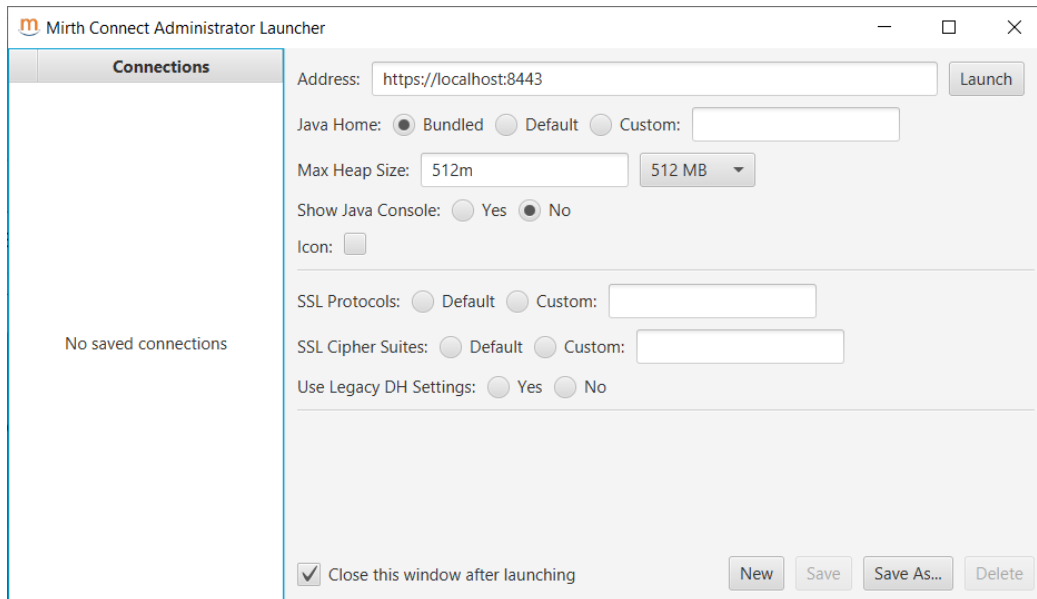 m Mirth Connect Administrator Launcher
Connections
No saved connections
Address: https://localhost:8443 Launch
Java Home: Bundled Default Custom:
Max Heap Size: 512m 512 MB
Show Java Console: Yes No
Icon:
SSL Protocols: Default Custom:
SSL Cipher Suites: Default Custom:
Use Legacy DH Settings: Yes No
Close this window after launching New Save Save As... Delete